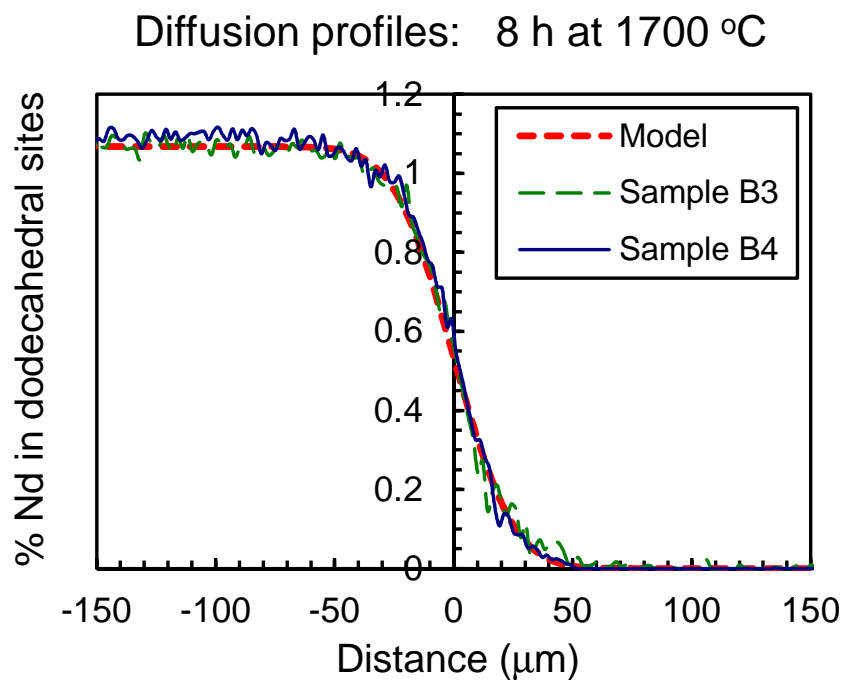 Diffusion profiles: 8 h at 1700 ºC
% Nd in dodecahedral sites
1.2
1
0.8
0.6
0.4
0.2
0
Model
Sample B3
Sample B4
-150 -100 -50 0 50 100 150
Distance (μm)